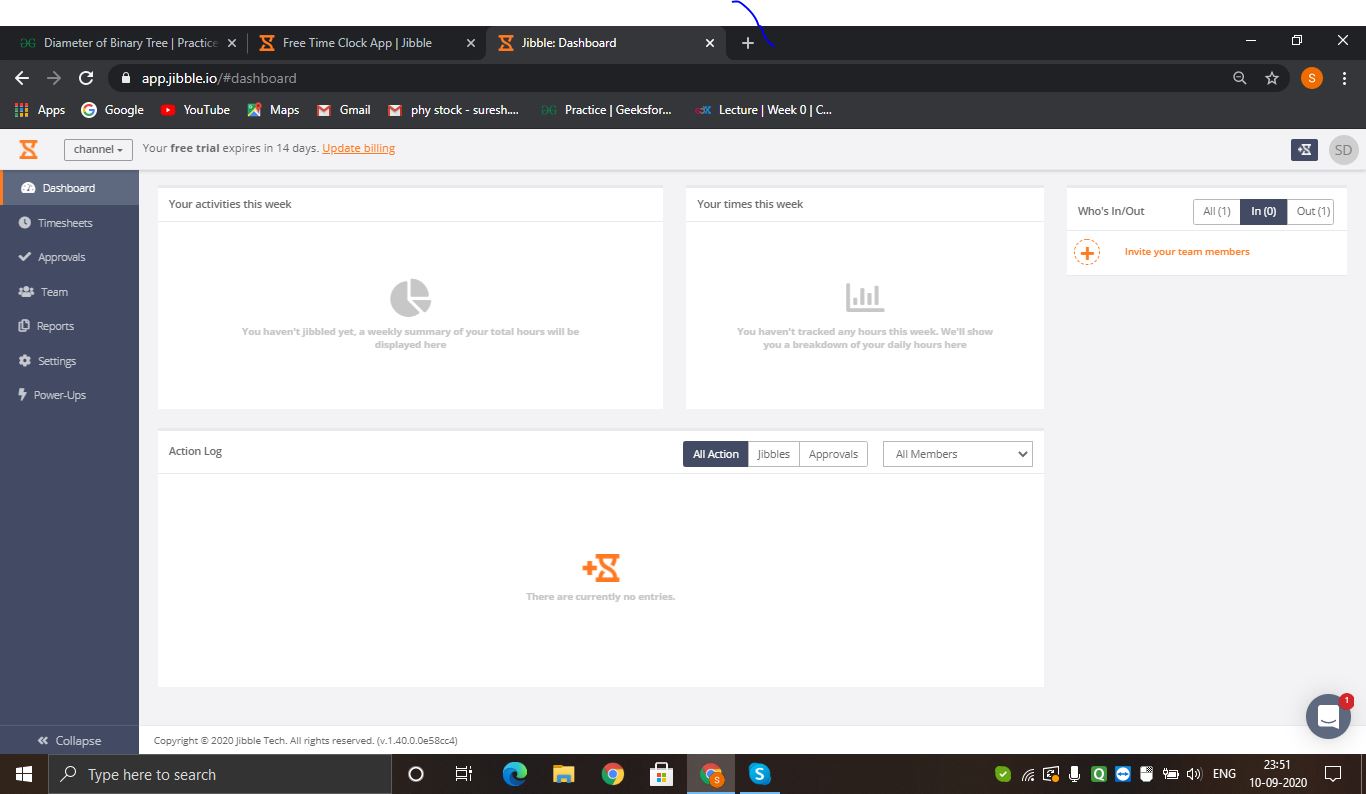 Diameter of Binary Tree | Practice
Free Time Clock App | Jibble
Jibble: Dashboard
app.jibble.io/#dashboard
S
Apps
Google
YouTube
Maps
Gmail
phy stock - suresh....
Practice | Geeksfor...
Lecture | Week 0 | C...
channel
Your free trial expires in 14 days. Update billing
SD
Dashboard
Timesheets
Approvals
Team
Reports
Settings
Power-Ups
Collapse
Your activities this week
You haven't jibbled yet, a weekly summary of your total hours will be
displayed here
Your times this week
You haven't tracked any hours this week. We'll show
you a breakdown of your daily hours here
Who's In/Out
All (1) In (0) Out (1)
Invite your team members
Action Log
All Action Jibbles Approvals
All Members
There are currently no entries.
1
Copyright © 2020 Jibble Tech. All rights reserved. (v.1.40.0.0e58cc4)
Type here to search
ENG
23:51
10-09-2020